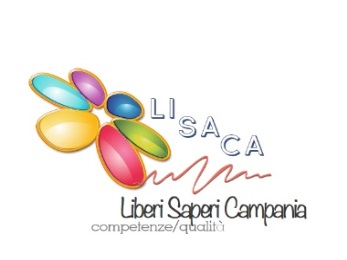 LI
SA
CA
Liberi Saperi Campania
competenze/qualità